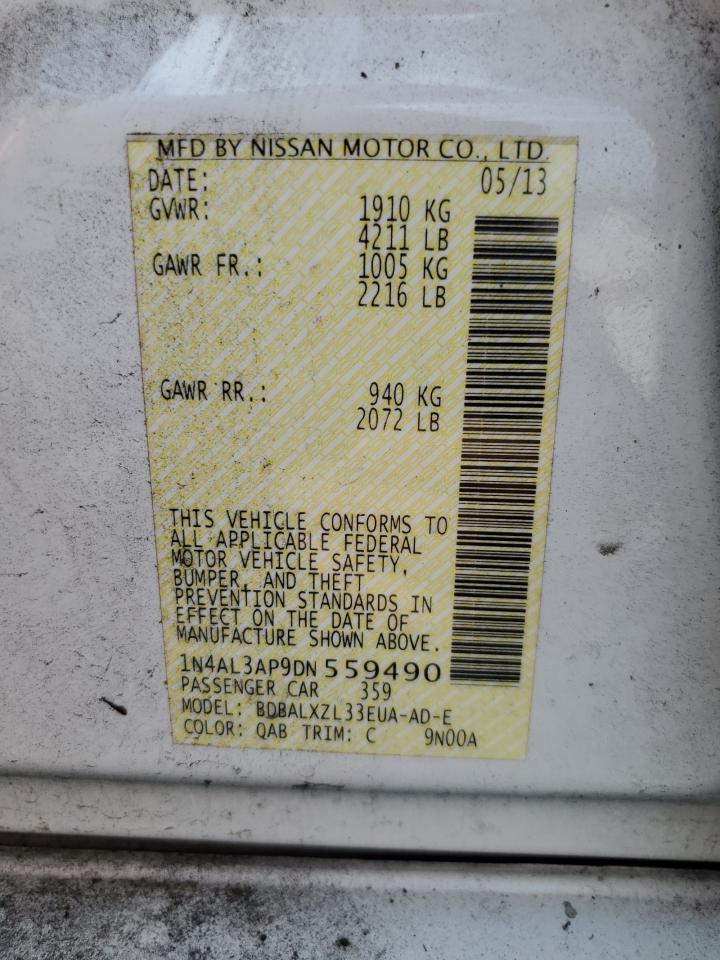 MFD BY NISSAN MOTOR CO., LTD.
DATE: 05/13
GVWR: 1910 KG
4211 LB
GAWR FR.: 1005 KG
2216 LB
GAWR RR.: 940 KG
2072 LB
THIS VEHICLE CONFORMS TO
ALL APPLICABLE FEDERAL
MOTOR VEHICLE SAFETY,
BUMPER, AND THEFT
PREVENTION STANDARDS IN
EFFECT ON THE DATE OF
MANUFACTURE SHOWN ABOVE.
1N4AL3AP9DN 559490
PASSENGER CAR 359
MODEL: BDBALXZL33EUA-AD-E
COLOR: QAB TRIM: C 9N00A